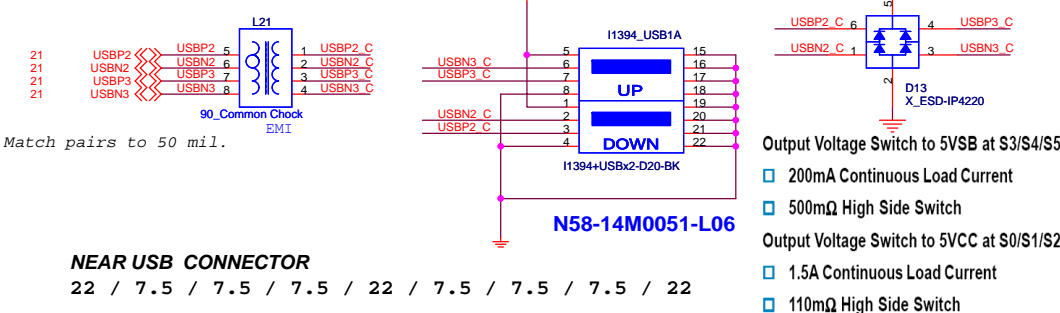 L21
21 USBP2 USBP2 5 1 USBP2_C
21 USBN2 USBN2 6 2 USBN2_C
21 USBP3 USBP3 7 3 USBP3_C
21 USBN3 USBN3 8 4 USBN3_C
90_Common Chock
EMI
Match pairs to 50 mil.
I1394_USB1A
5 15
USBN3_C 6 16
USBP3_C 7 17
8 UP 18
1 19
USBN2_C 2 20
USBP2_C 3 21
4 DOWN 22
I1394+USBx2-D20-BK
N58-14M0051-L06
5
USBP2_C 6 4 USBP3_C
USBN2_C 1 3 USBN3_C
2
D13
X_ESD-IP4220
Output Voltage Switch to 5VSB at S3/S4/S5
200mA Continuous Load Current
500mΩ High Side Switch
Output Voltage Switch to 5VCC at S0/S1/S2
1.5A Continuous Load Current
110mΩ High Side Switch
NEAR USB CONNECTOR
22 / 7.5 / 7.5 / 7.5 / 22 / 7.5 / 7.5 / 7.5 / 22